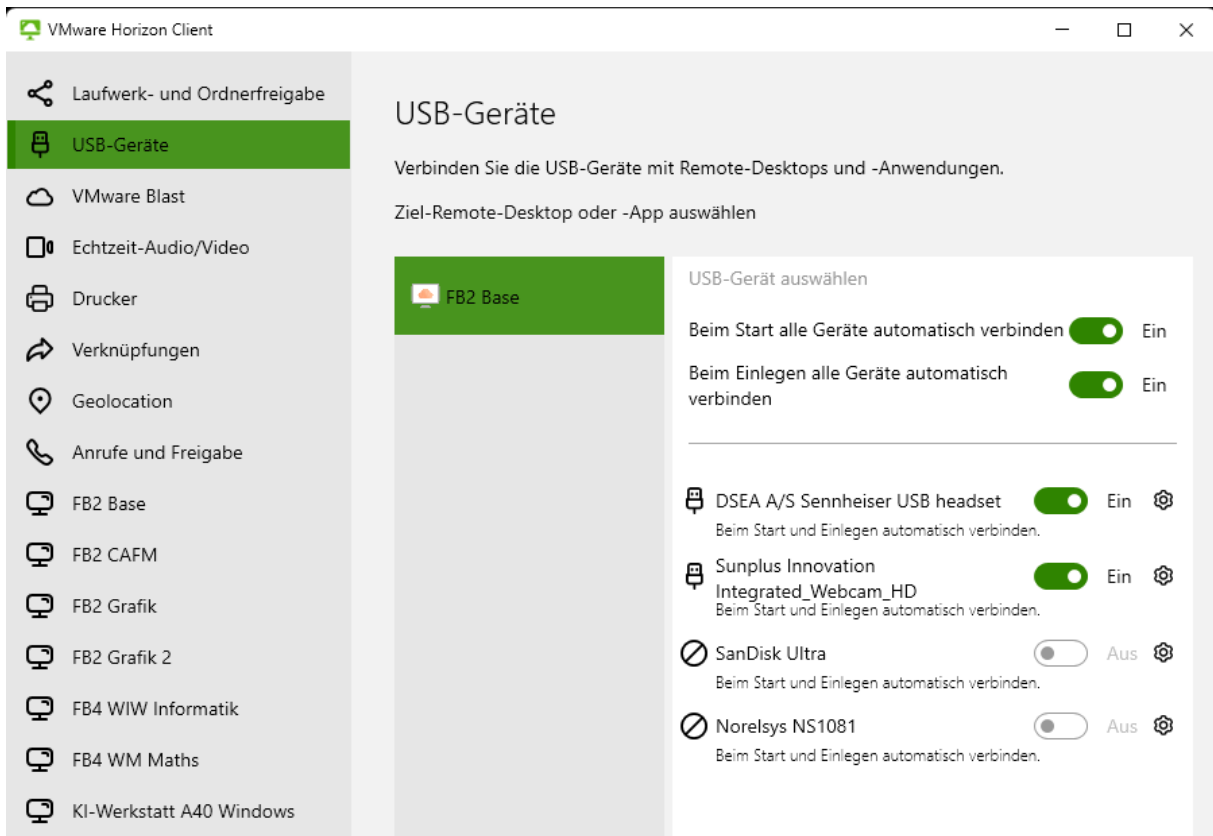 VMware Horizon Client
Laufwerk- und Ordnerfreigabe
USB-Geräte
VMware Blast
Echtzeit-Audio/Video
Drucker
Verknüpfungen
Geolocation
Anrufe und Freigabe
FB2 Base
FB2 CAFM
FB2 Grafik
FB2 Grafik 2
FB4 WIW Informatik
FB4 WM Maths
KI-Werkstatt A40 Windows
USB-Geräte
Verbinden Sie die USB-Geräte mit Remote-Desktops und -Anwendungen.
Ziel-Remote-Desktop oder -App auswählen
FB2 Base
USB-Gerät auswählen
Beim Start alle Geräte automatisch verbinden Ein
Beim Einlegen alle Geräte automatisch
verbinden Ein
DSEA A/S Sennheiser USB headset Ein
Beim Start und Einlegen automatisch verbinden.
Sunplus Innovation
Integrated_Webcam_HD Ein
Beim Start und Einlegen automatisch verbinden.
SanDisk Ultra Aus
Beim Start und Einlegen automatisch verbinden.
Norelsys NS1081 Aus
Beim Start und Einlegen automatisch verbinden.